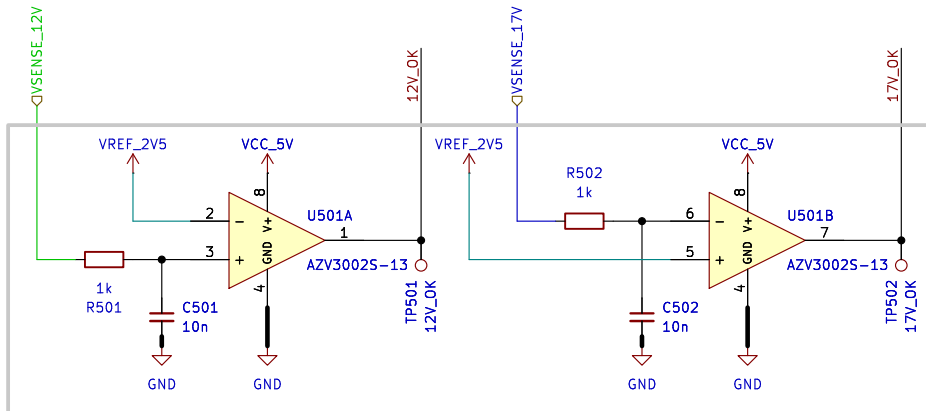 VSENSE_12V
12V_OK
VSENSE_17V
17V_OK
VREF_2V5
VCC_5V
VREF_2V5
VCC_5V
R502
1k
8
V+
2
−
U501A
1
3
+
GND
4
AZV3002S-13
1k
R501
C501
10n
TP501
12V_OK
GND
GND
8
V+
6
−
U501B
7
5
+
GND
4
AZV3002S-13
C502
10n
TP502
17V_OK
GND
GND